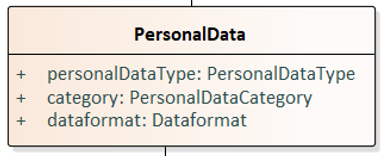 PersonalData
+ personalDataType: PersonalDataType
+ category: PersonalDataCategory
+ dataformat: Dataformat